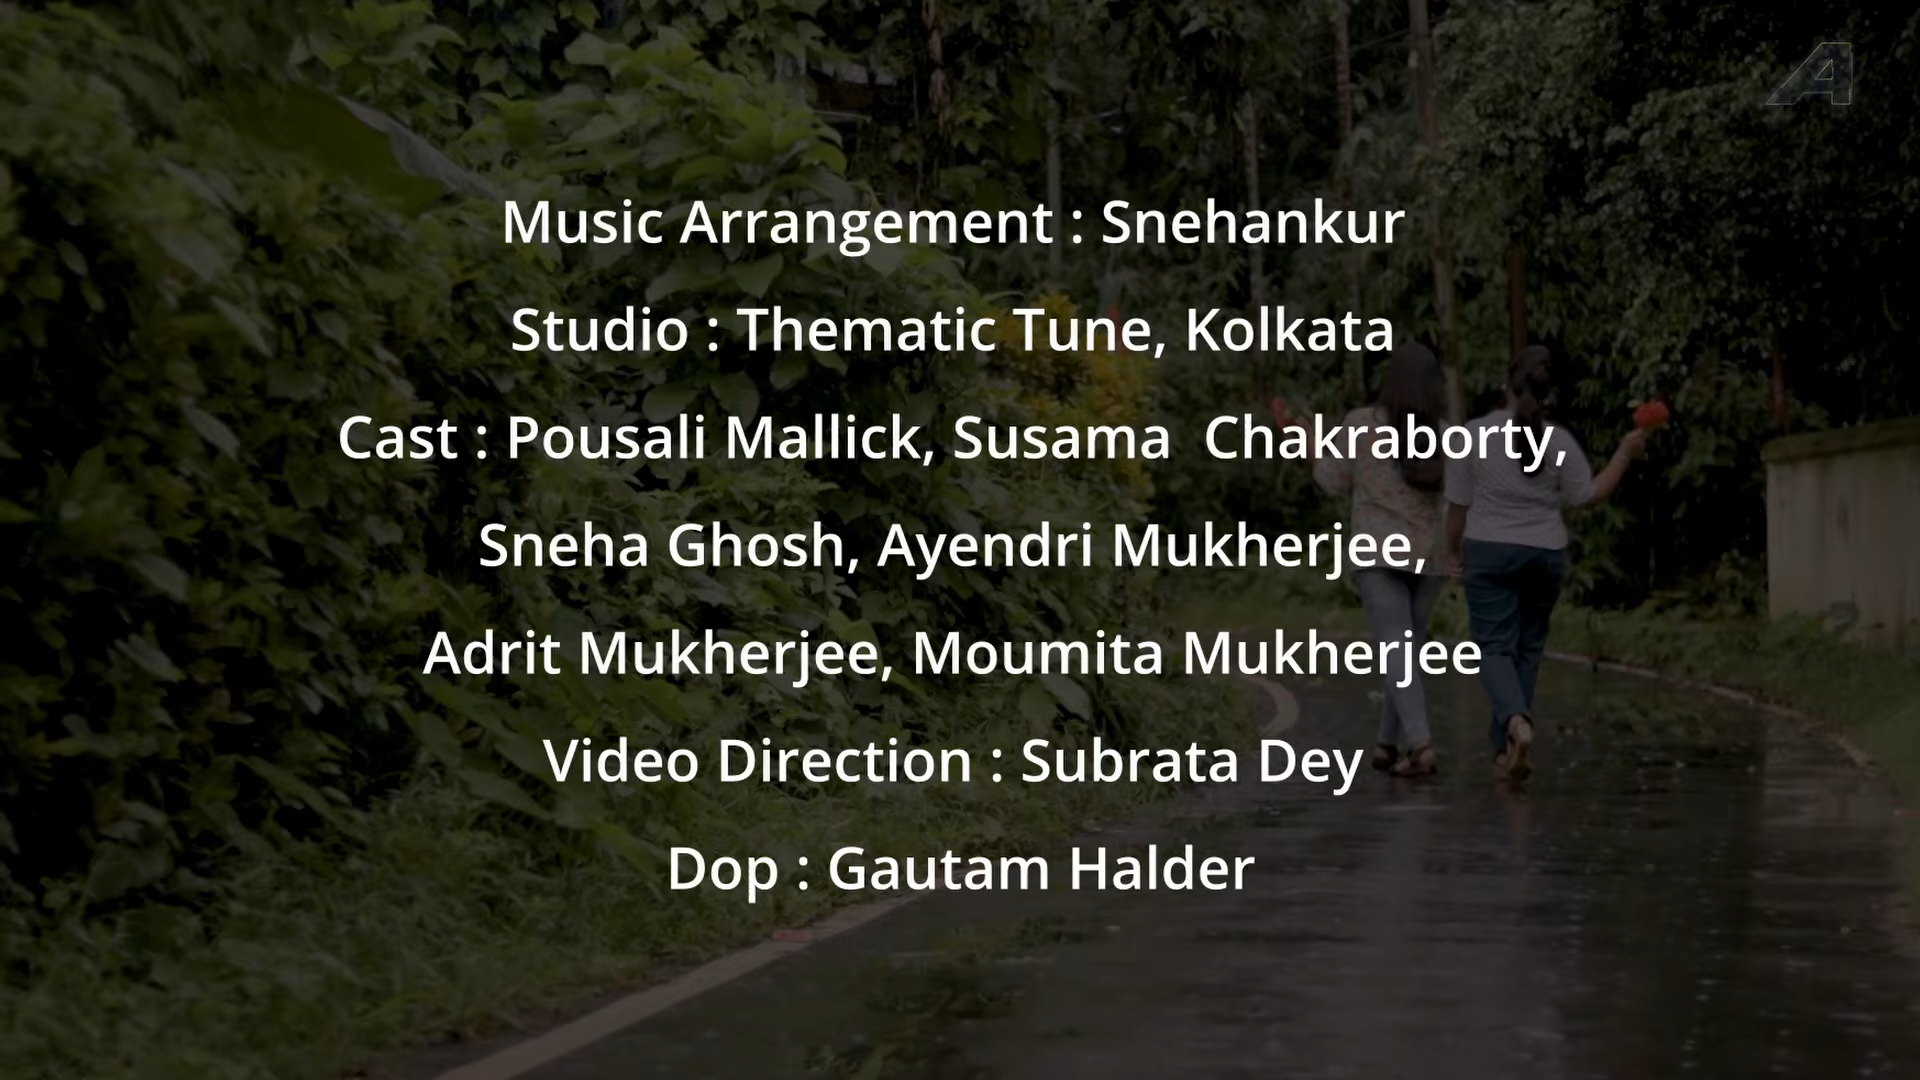 Music Arrangement : Snehankur
Studio : Thematic Tune, Kolkata
Cast : Pousali Mallick, Susama  Chakraborty,
Sneha Ghosh, Ayendri Mukherjee,
Adrit Mukherjee, Moumita Mukherjee
Video Direction : Subrata Dey
Dop : Gautam Halder